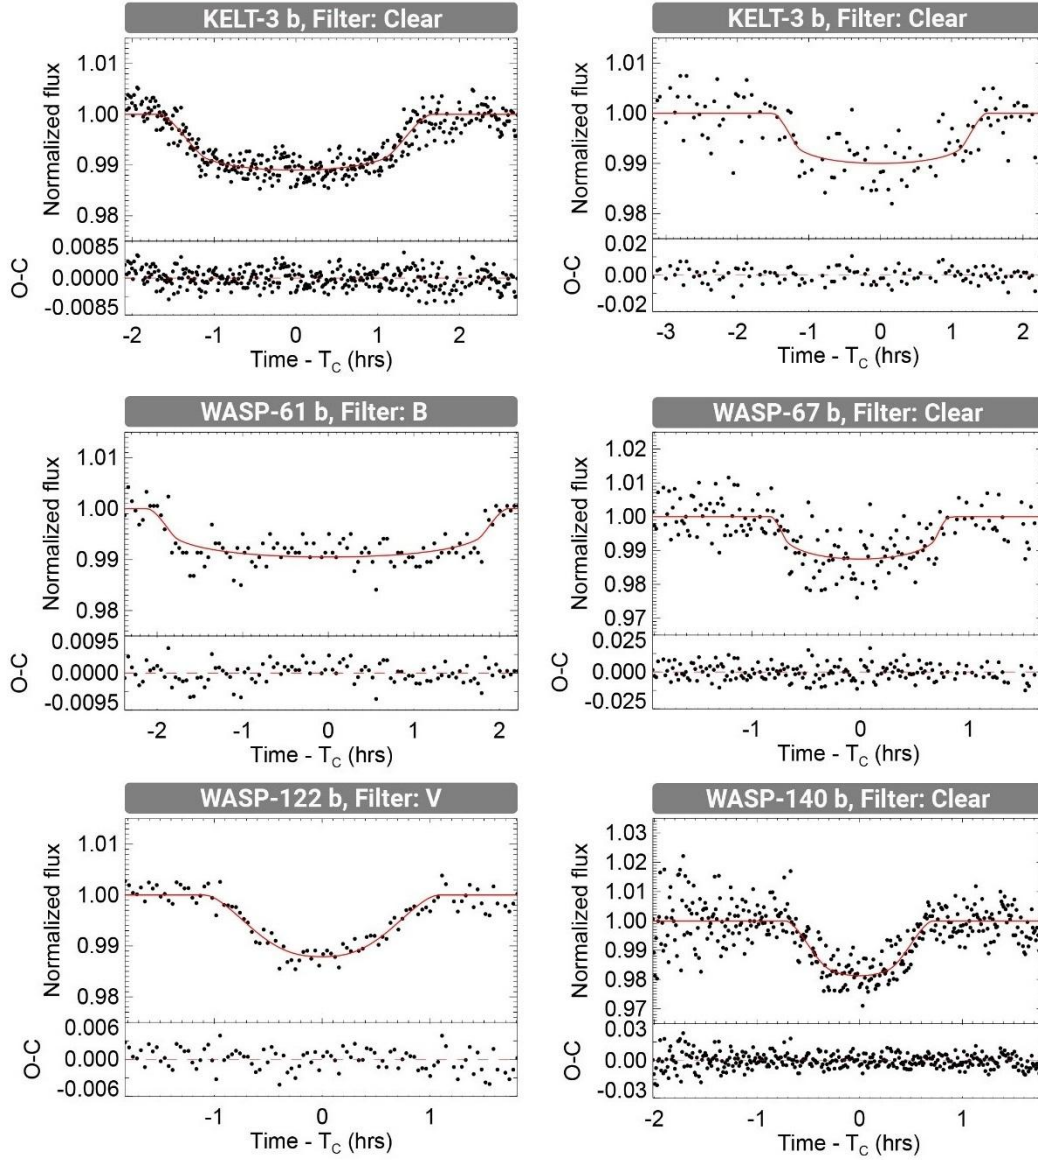 KELT-3 b, Filter: Clear
Normalized flux
1.01
1.00
0.99
0.98
O-C
0.0085
0.0000
-0.0085
-2 -1 0 1 2
Time - TC (hrs)
KELT-3 b, Filter: Clear
Normalized flux
1.01
1.00
0.99
0.98
O-C
0.02
0.00
-0.02
-3 -2 -1 0 1 2
Time - TC (hrs)
WASP-61 b, Filter: B
Normalized flux
1.01
1.00
0.99
0.98
O-C
0.0095
0.0000
-0.0095
-2 -1 0 1 2
Time - TC (hrs)
WASP-67 b, Filter: Clear
Normalized flux
1.02
1.01
1.00
0.99
0.98
0.97
O-C
0.025
0.000
-0.025
-1 0 1
Time - TC (hrs)
WASP-122 b, Filter: V
Normalized flux
1.01
1.00
0.99
0.98
O-C
0.006
0.000
-0.006
-1 0 1
Time - TC (hrs)
WASP-140 b, Filter: Clear
Normalized flux
1.03
1.02
1.01
1.00
0.99
0.98
0.97
O-C
0.03
0.00
-0.03
-2 -1 0 1
Time - TC (hrs)